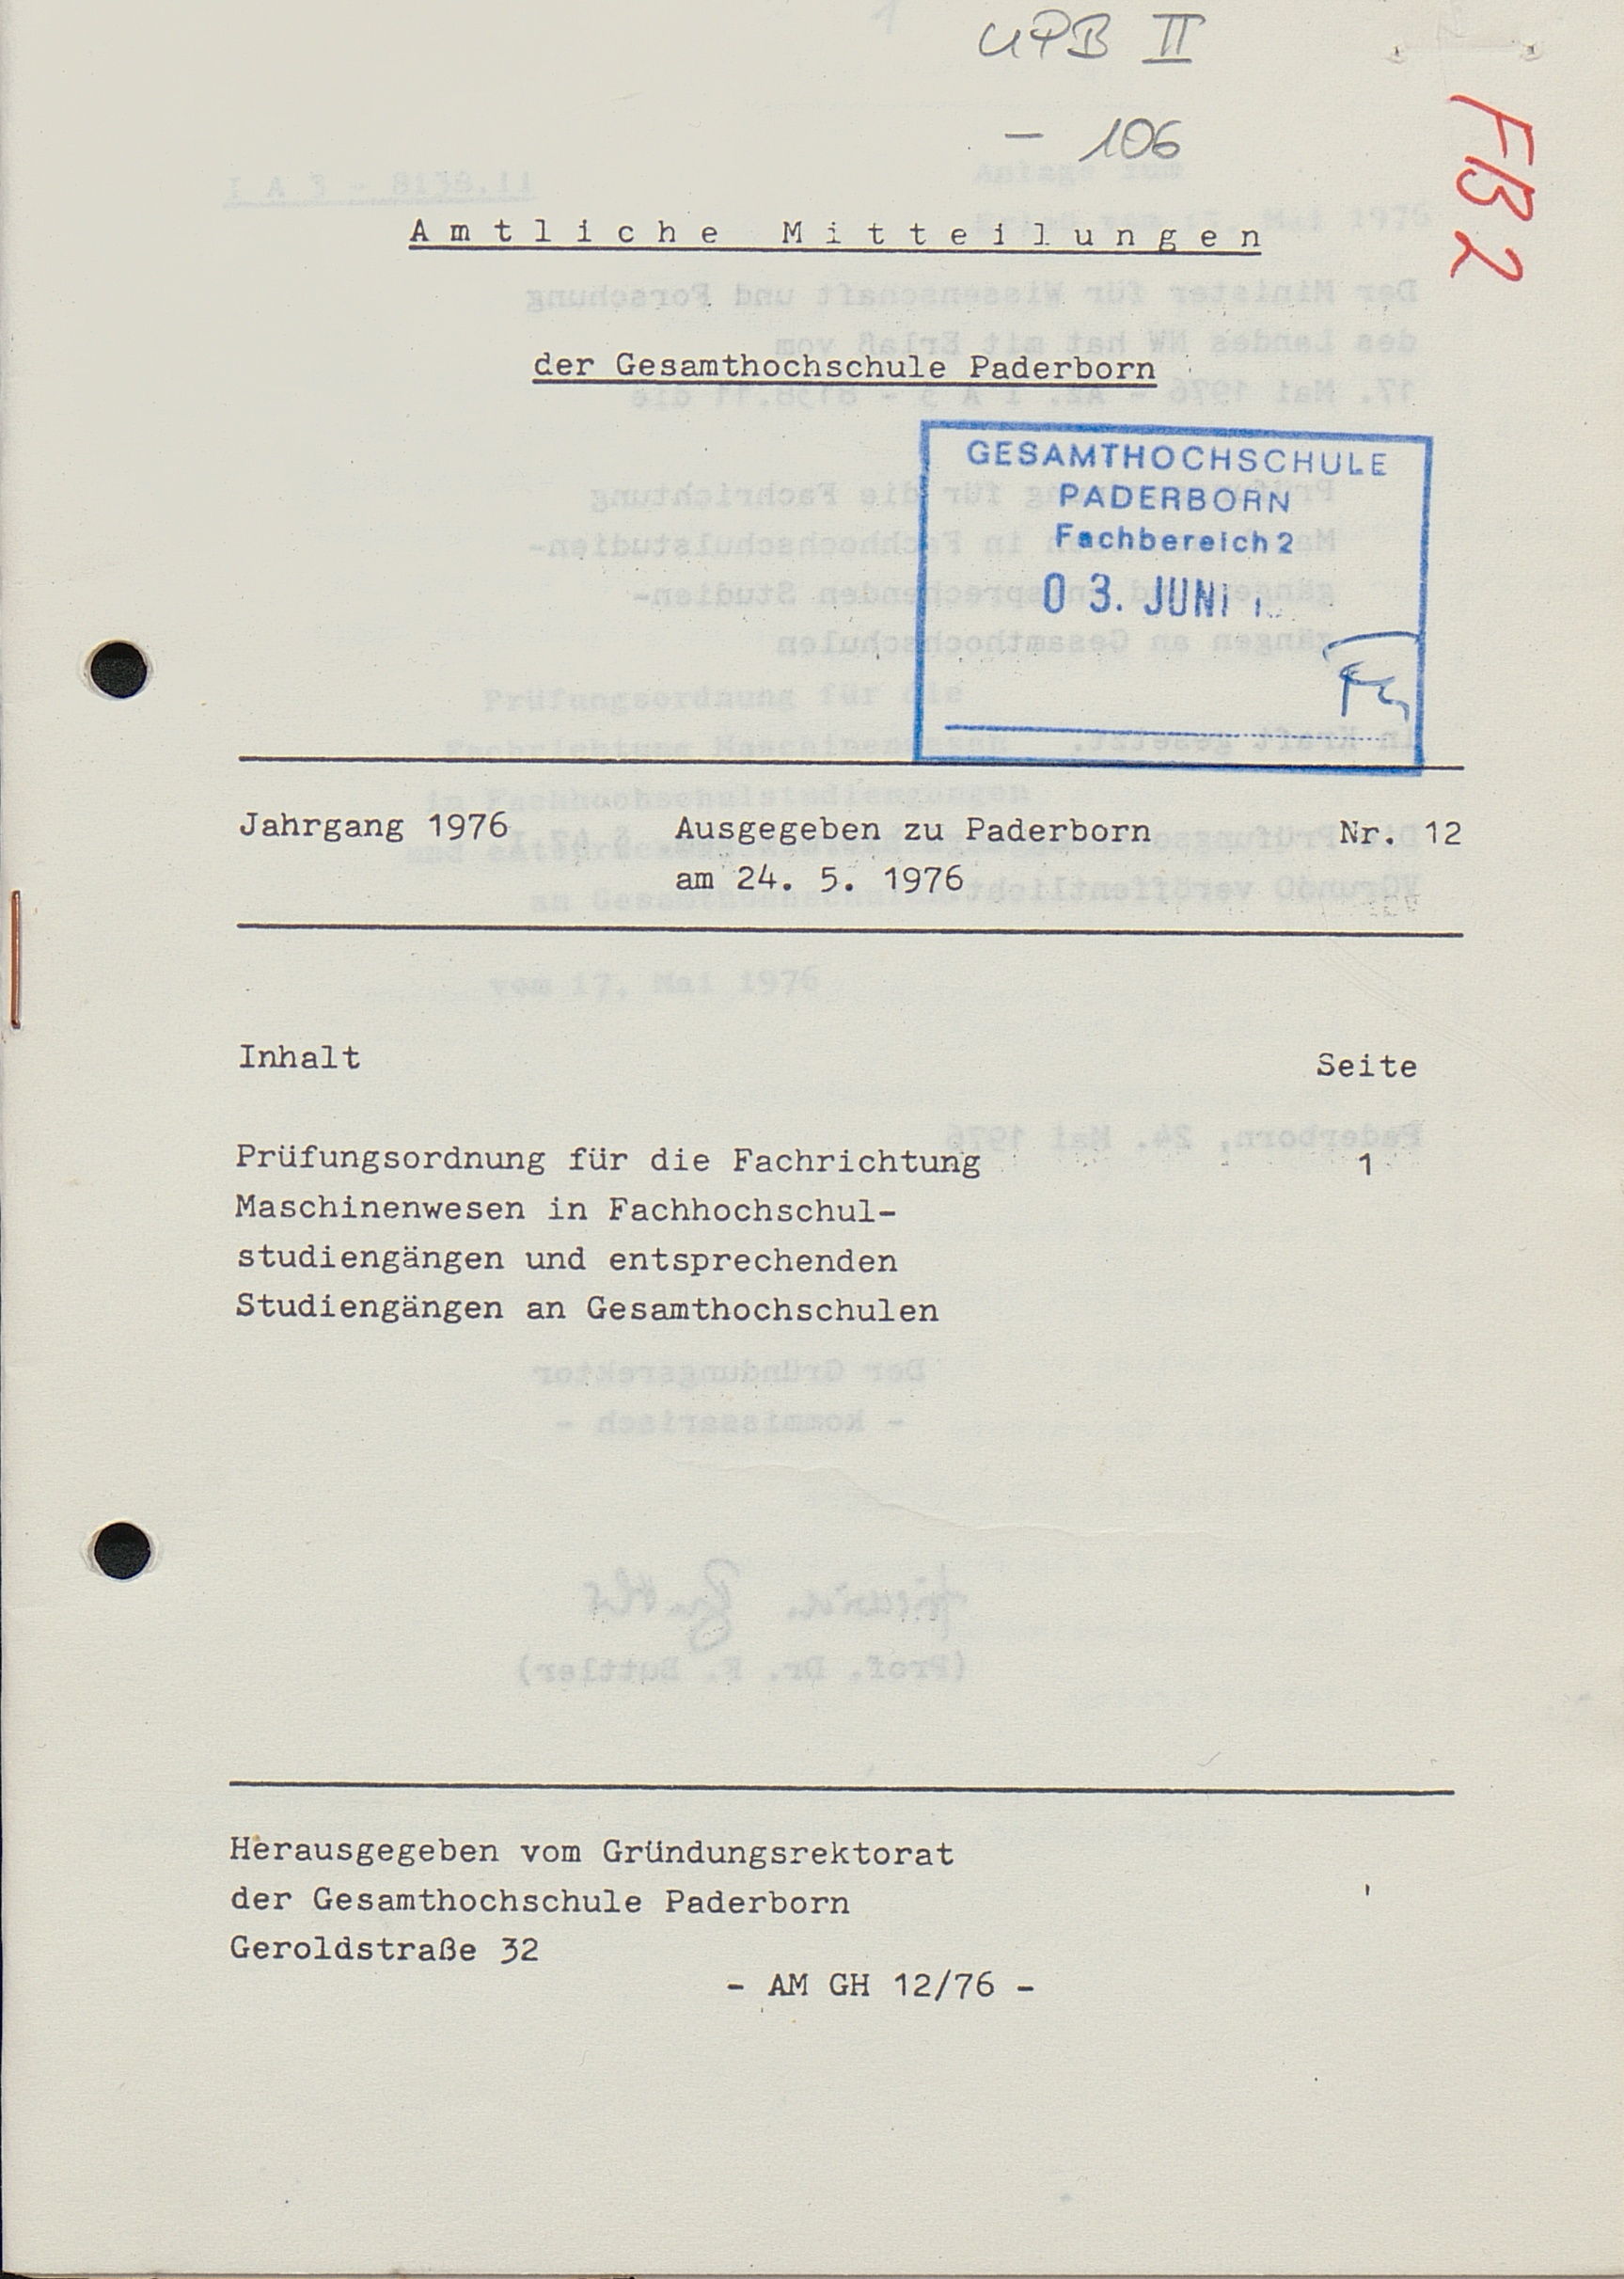 UPB II
- 106
FB 2
Amtliche Mitteilungen
der Gesamthochschule Paderborn
GESAMTHOCHSCHULE
PADERBORN
Fachbereich 2
03. JUNI
Jahrgang 1976 Ausgegeben zu Paderborn Nr. 12
am 24. 5. 1976
Inhalt Seite
Prüfungsordnung für die Fachrichtung 1
Maschinenwesen in Fachhochschul-
studiengängen und entsprechenden
Studiengängen an Gesamthochschulen
Herausgegeben vom Gründungsrektorat
der Gesamthochschule Paderborn
Geroldstraße 32
- AM GH 12/76 -